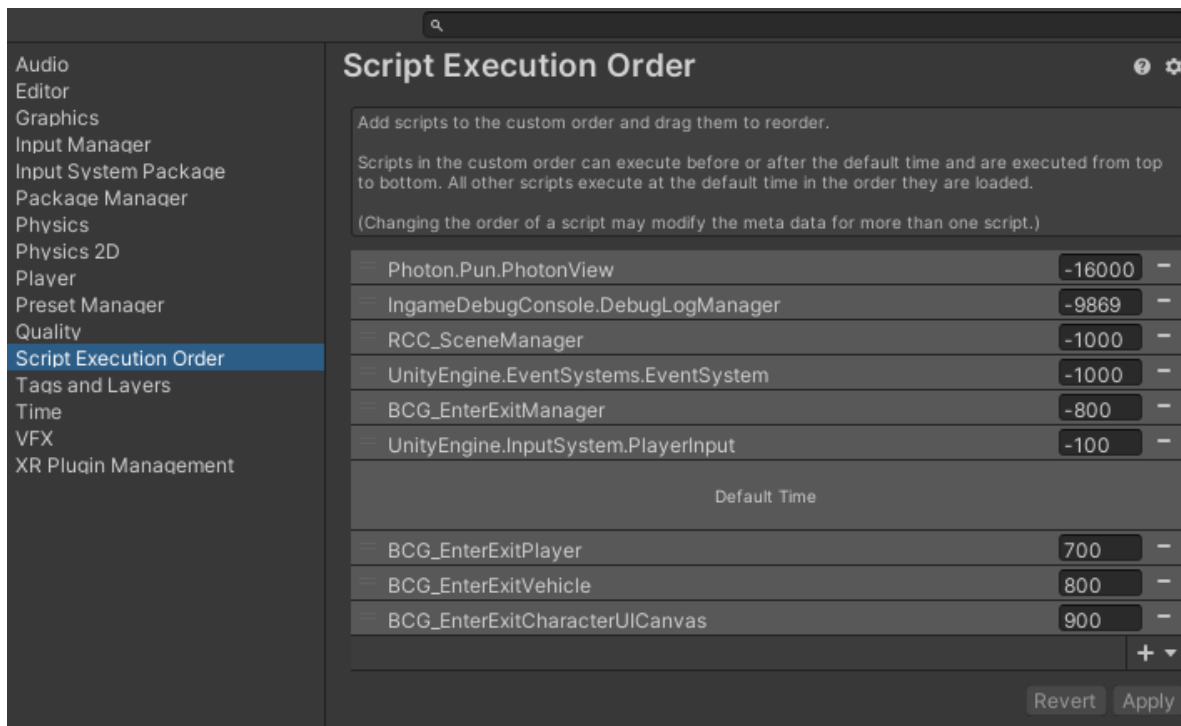 Audio
Editor
Graphics
Input Manager
Input System Package
Package Manager
Physics
Physics 2D
Player
Preset Manager
Quality
Script Execution Order
Tags and Layers
Time
VFX
XR Plugin Management
Script Execution Order
Add scripts to the custom order and drag them to reorder.
Scripts in the custom order can execute before or after the default time and are executed from top
to bottom. All other scripts execute at the default time in the order they are loaded.
(Changing the order of a script may modify the meta data for more than one script.)
Photon.Pun.PhotonView -16000
IngameDebugConsole.DebugLogManager -9869
RCC_SceneManager -1000
UnityEngine.EventSystems.EventSystem -1000
BCG_EnterExitManager -800
UnityEngine.InputSystem.PlayerInput -100
Default Time
BCG_EnterExitPlayer 700
BCG_EnterExitVehicle 800
BCG_EnterExitCharacterUICanvas 900
Revert Apply